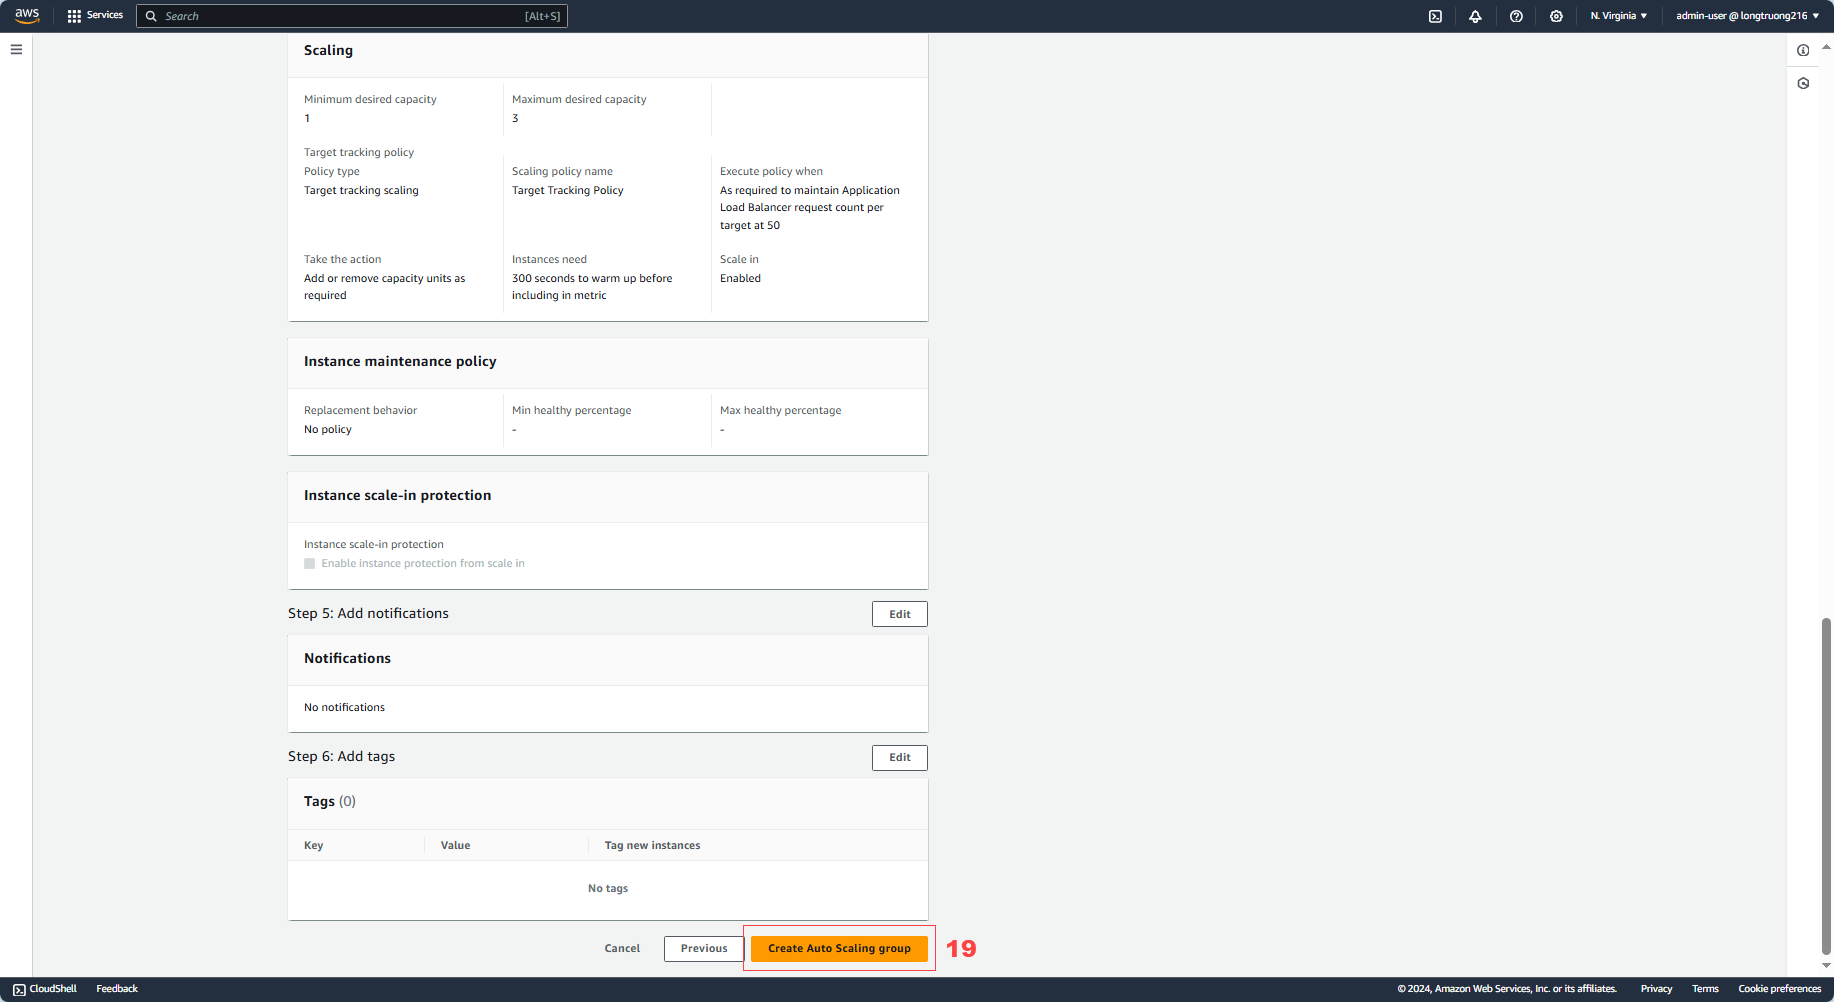 aws
Services
Search
[Alt+S]
N. Virginia
admin-user @ longtruong216
Scaling
Minimum desired capacity
1
Maximum desired capacity
3
Target tracking policy
Policy type
Target tracking scaling
Scaling policy name
Target Tracking Policy
Execute policy when
As required to maintain Application
Load Balancer request count per
target at 50
Take the action
Add or remove capacity units as
required
Instances need
300 seconds to warm up before
including in metric
Scale in
Enabled
Instance maintenance policy
Replacement behavior
No policy
Min healthy percentage
-
Max healthy percentage
-
Instance scale-in protection
Instance scale-in protection
Enable instance protection from scale in
Step 5: Add notifications
Edit
Notifications
No notifications
Step 6: Add tags
Edit
Tags (0)
Key
Value
Tag new instances
No tags
Cancel
Previous
Create Auto Scaling group
19
CloudShell
Feedback
© 2024, Amazon Web Services, Inc. or its affiliates.
Privacy
Terms
Cookie preferences